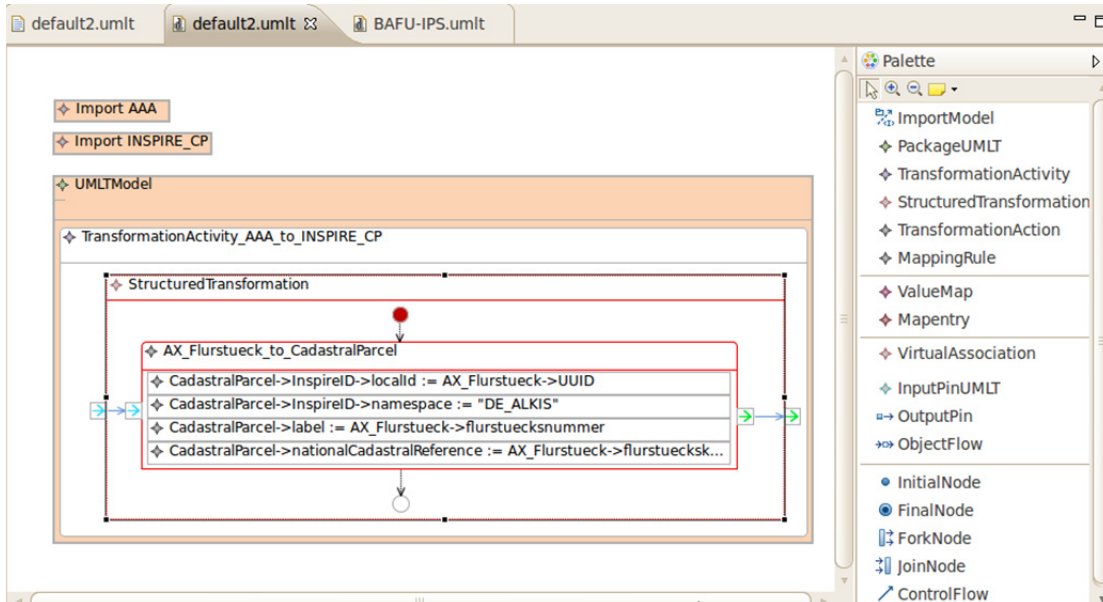 default2.umlt
default2.umlt
BAFU-IPS.umlt
Import AAA
Import INSPIRE_CP
UMLTModel
TransformationActivity_AAA_to_INSPIRE_CP
StructuredTransformation
AX_Flurstueck_to_CadastralParcel
CadastralParcel->InspireID->localId := AX_Flurstueck->UUID
CadastralParcel->InspireID->namespace := "DE_ALKIS"
CadastralParcel->label := AX_Flurstueck->flurstuecksnummer
CadastralParcel->nationalCadastralReference := AX_Flurstueck->flurstuecksk...
Palette
ImportModel
PackageUMLT
TransformationActivity
StructuredTransformation
TransformationAction
MappingRule
ValueMap
Mapentry
VirtualAssociation
InputPinUMLT
OutputPin
ObjectFlow
InitialNode
FinalNode
ForkNode
JoinNode
ControlFlow